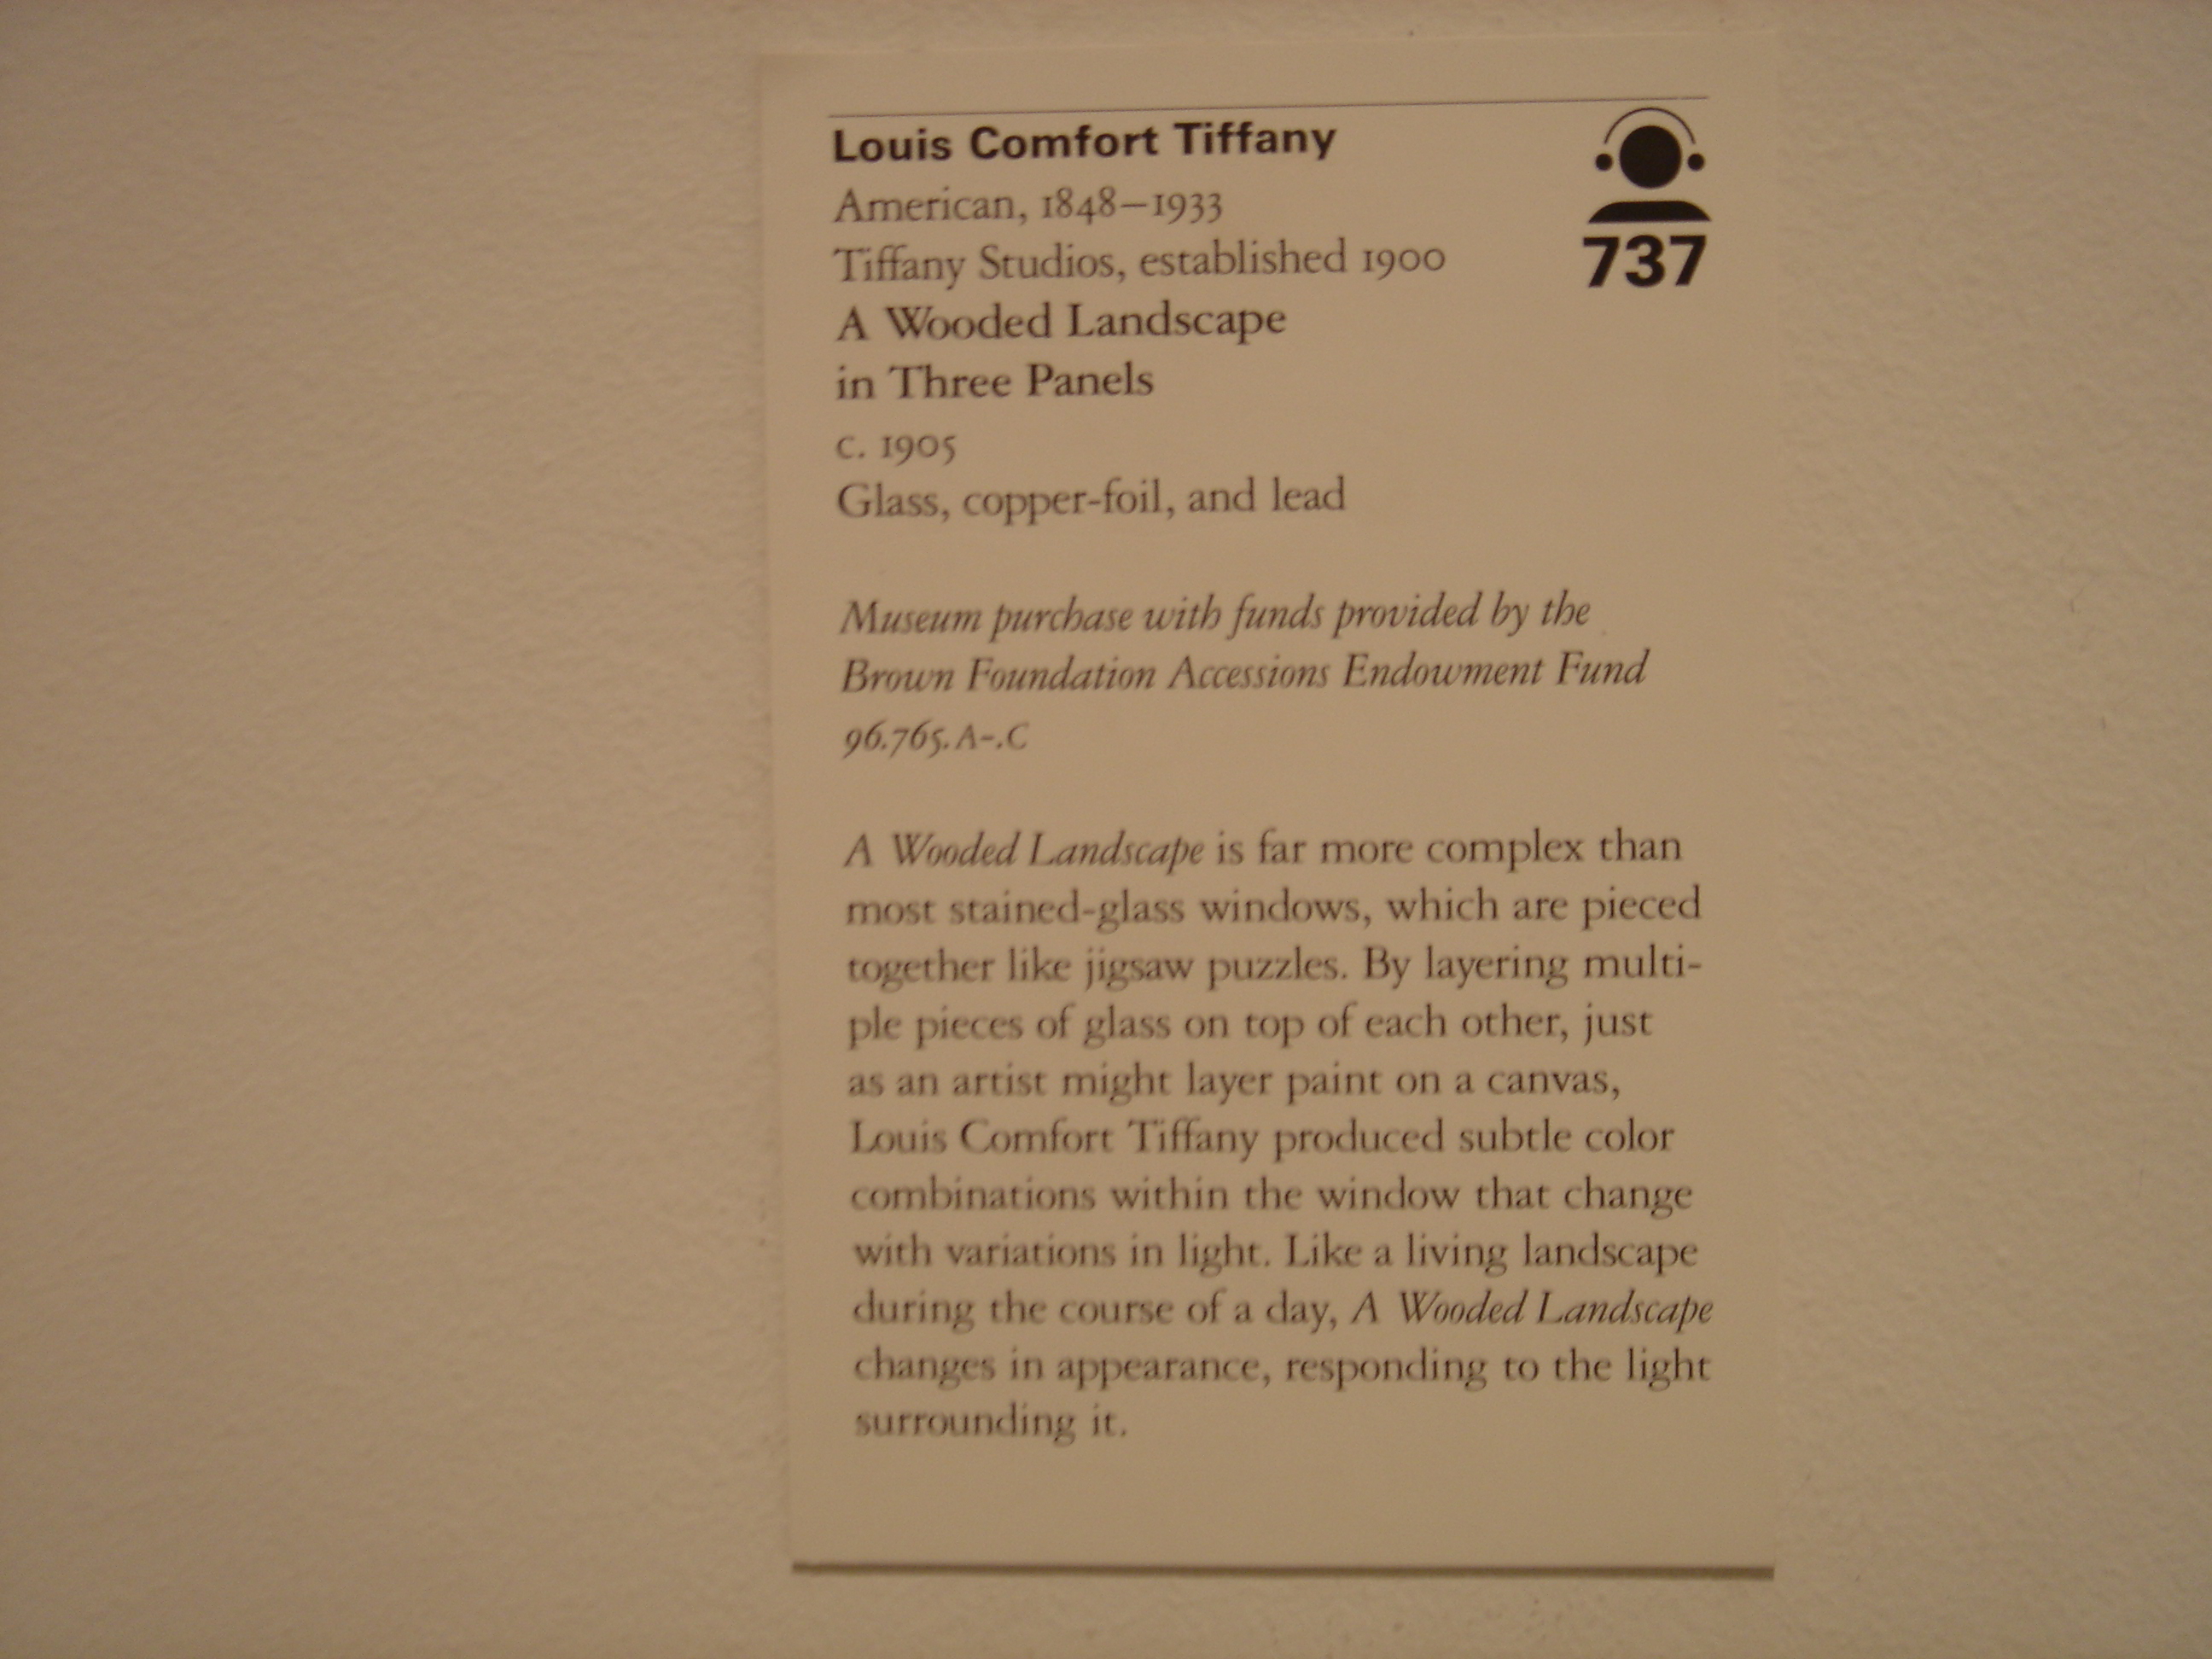 Louis Comfort Tiffany
American, 1848–1933
Tiffany Studios, established 1900
737
A Wooded Landscape
in Three Panels
c. 1905
Glass, copper-foil, and lead
Museum purchase with funds provided by the
Brown Foundation Accessions Endowment Fund
96.765.A-.C
A Wooded Landscape is far more complex than
most stained-glass windows, which are pieced
together like jigsaw puzzles. By layering multi-
ple pieces of glass on top of each other, just
as an artist might layer paint on a canvas,
Louis Comfort Tiffany produced subtle color
combinations within the window that change
with variations in light. Like a living landscape
during the course of a day, A Wooded Landscape
changes in appearance, responding to the light
surrounding it.